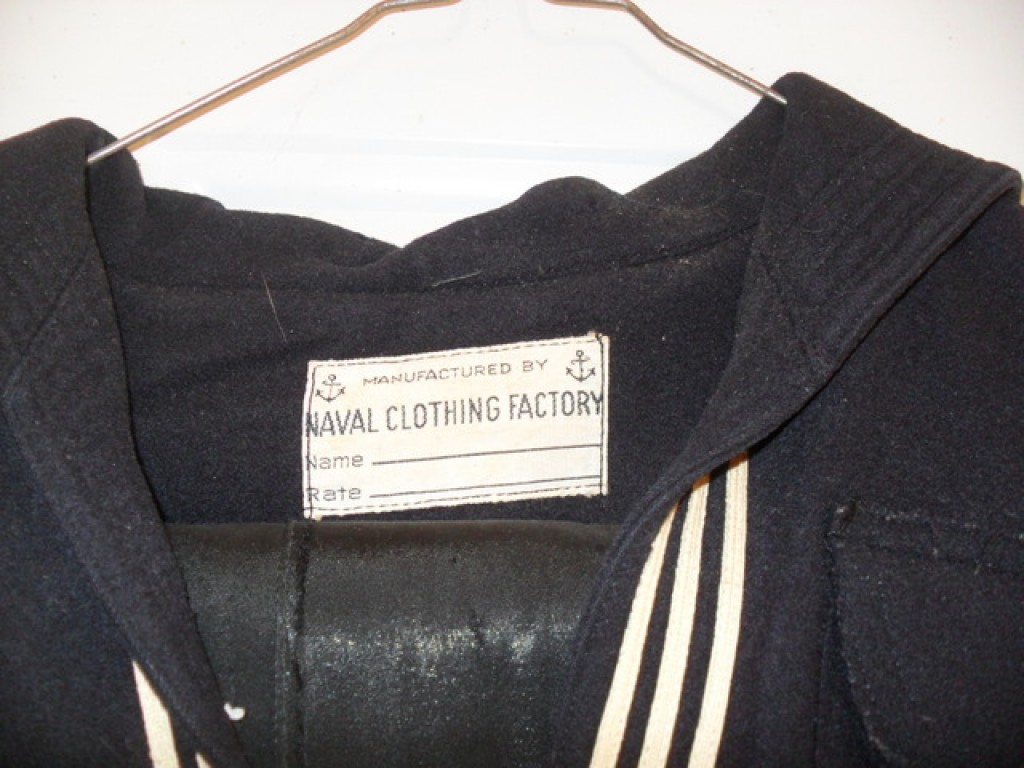 MANUFACTURED BY
NAVAL CLOTHING FACTORY
Name
Rate